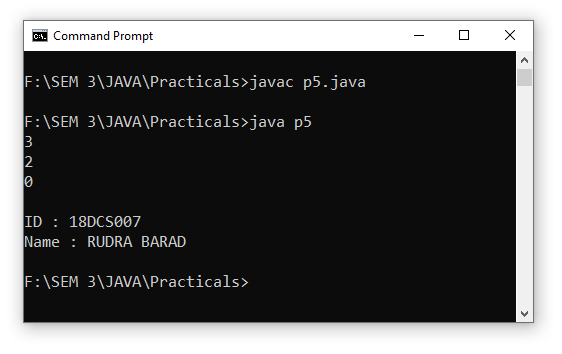 Command Prompt
F:\SEM 3\JAVA\Practicals>javac p5.java
F:\SEM 3\JAVA\Practicals>java p5
3
2
0
ID : 18DCS007
Name : RUDRA BARAD
F:\SEM 3\JAVA\Practicals>